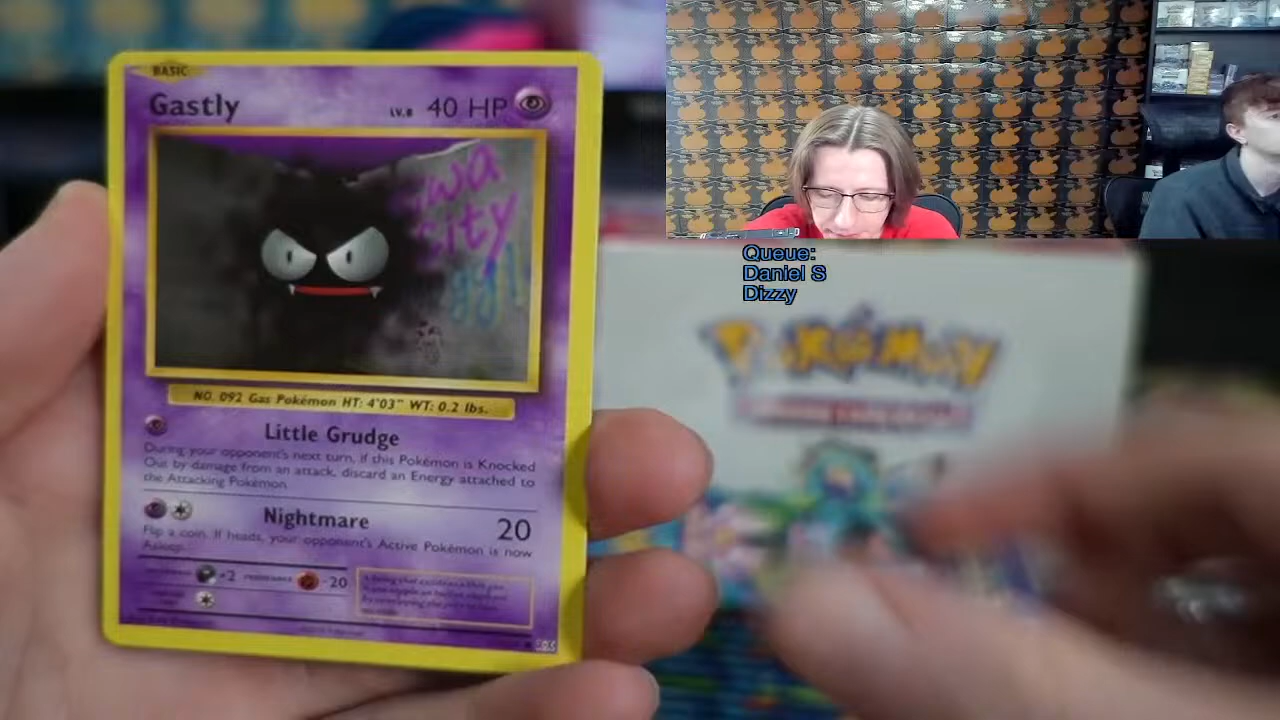 BASIC
Gastly LV.8 40 HP
City
NO. 092 Gas Pokémon HT: 4'03" WT: 0.2 lbs.
Little Grudge
During your opponent's next turn, if this Pokémon is Knocked
Out by damage from an attack, discard an Energy attached to
the Attacking Pokémon.
Nightmare 20
Flip a coin. If heads, your opponent's Active Pokémon is now
Asleep.
×2 -20
Queue:
Daniel S
Dizzy
POKéMON